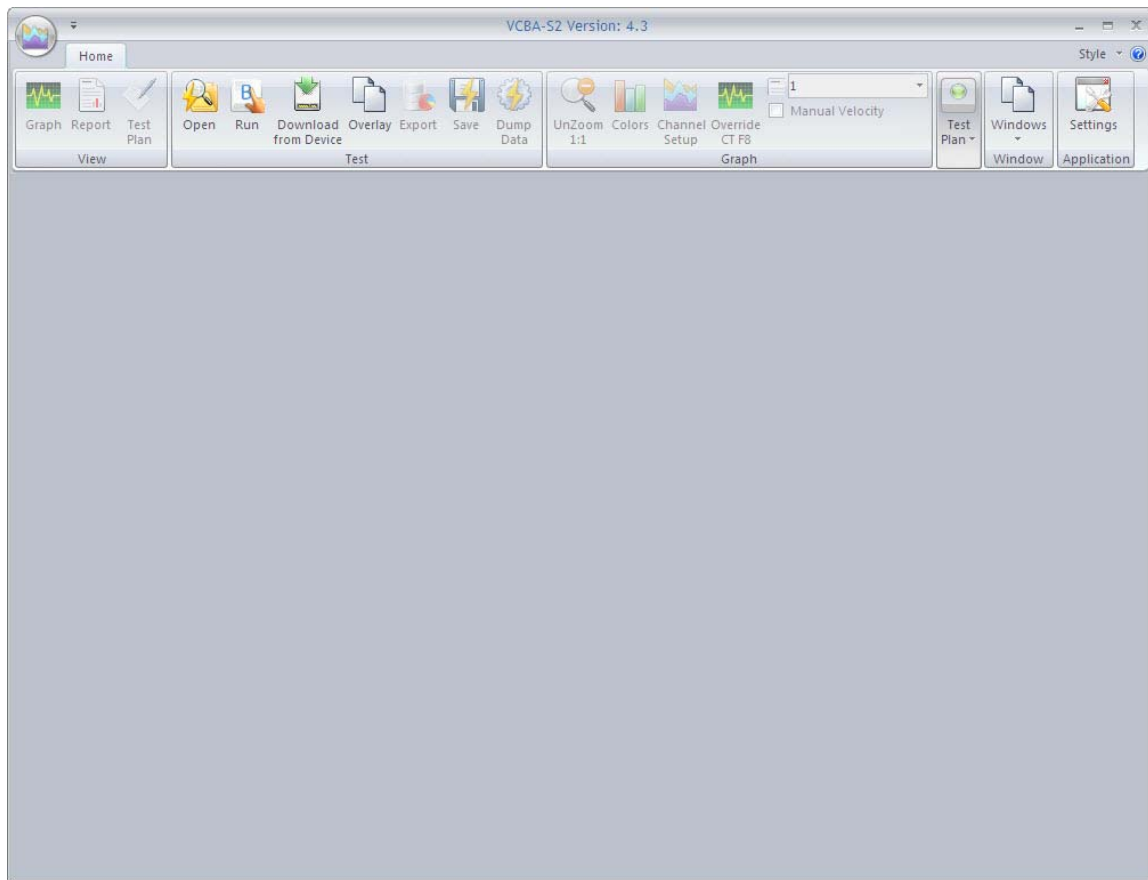 VCBA-S2 Version: 4.3
Home
Style
Graph Report Test Plan
View
Open Run Download from Device Overlay Export Save Dump Data
Test
UnZoom 1:1 Colors Channel Setup Override CT F8
1
Manual Velocity
Graph
Test Plan
Windows
Window
Settings
Application